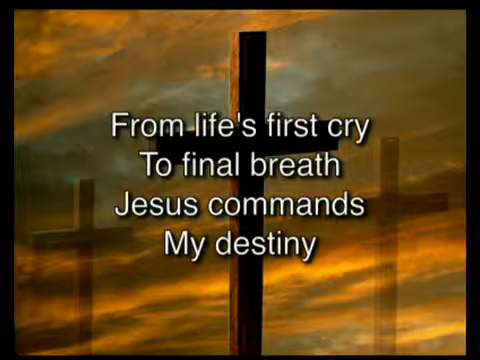 From life's first cry
To final breath
Jesus commands
My destiny